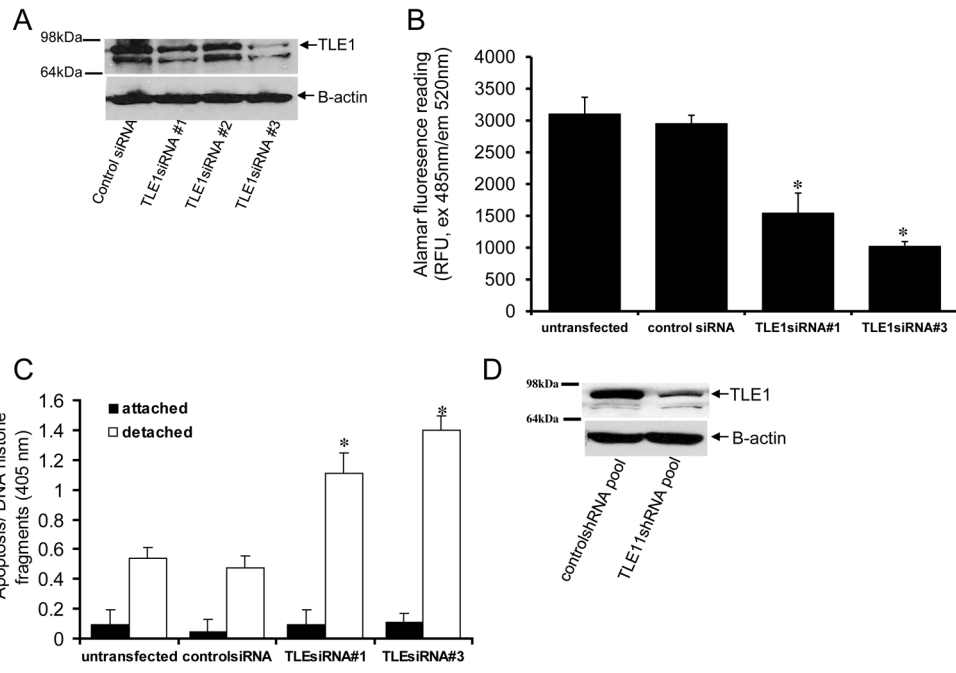 A
98kDa
TLE1
64kDa
B-actin
Control siRNA
TLE1siRNA #1
TLE1siRNA #2
TLE1siRNA #3
B
Alamar fluoresence reading
(RFU, ex 485nm/em 520nm)
4000
3500
3000
2500
2000
1500
1000
500
0
*
*
untransfected
control siRNA
TLE1siRNA#1
TLE1siRNA#3
C
Apoptosis/ DNA histone
fragments (405 nm)
1.6
1.4
1.2
1
0.8
0.6
0.4
0.2
0
attached
detached
*
*
untransfected
controlsiRNA
TLEsiRNA#1
TLEsiRNA#3
D
98kDa
TLE1
64kDa
B-actin
controlshRNA pool
TLE11shRNA pool